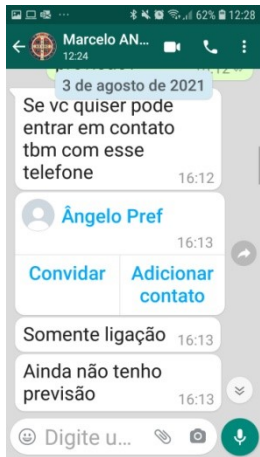 62% 12:28
Marcelo AN...
12:24
3 de agosto de 2021
Se vc quiser pode
entrar em contato
tbm com esse
telefone 16:12
Ângelo Pref
16:13
Convidar Adicionar
contato
Somente ligação 16:13
Ainda não tenho
previsão 16:13
Digite u...